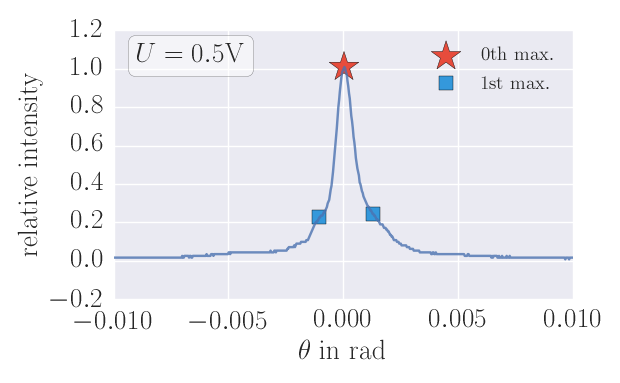 U = 0.5V
0th max.
1st max.
relative intensity
1.2
1.0
0.8
0.6
0.4
0.2
0.0
−0.2
−0.010 −0.005 0.000 0.005 0.010
θ in rad